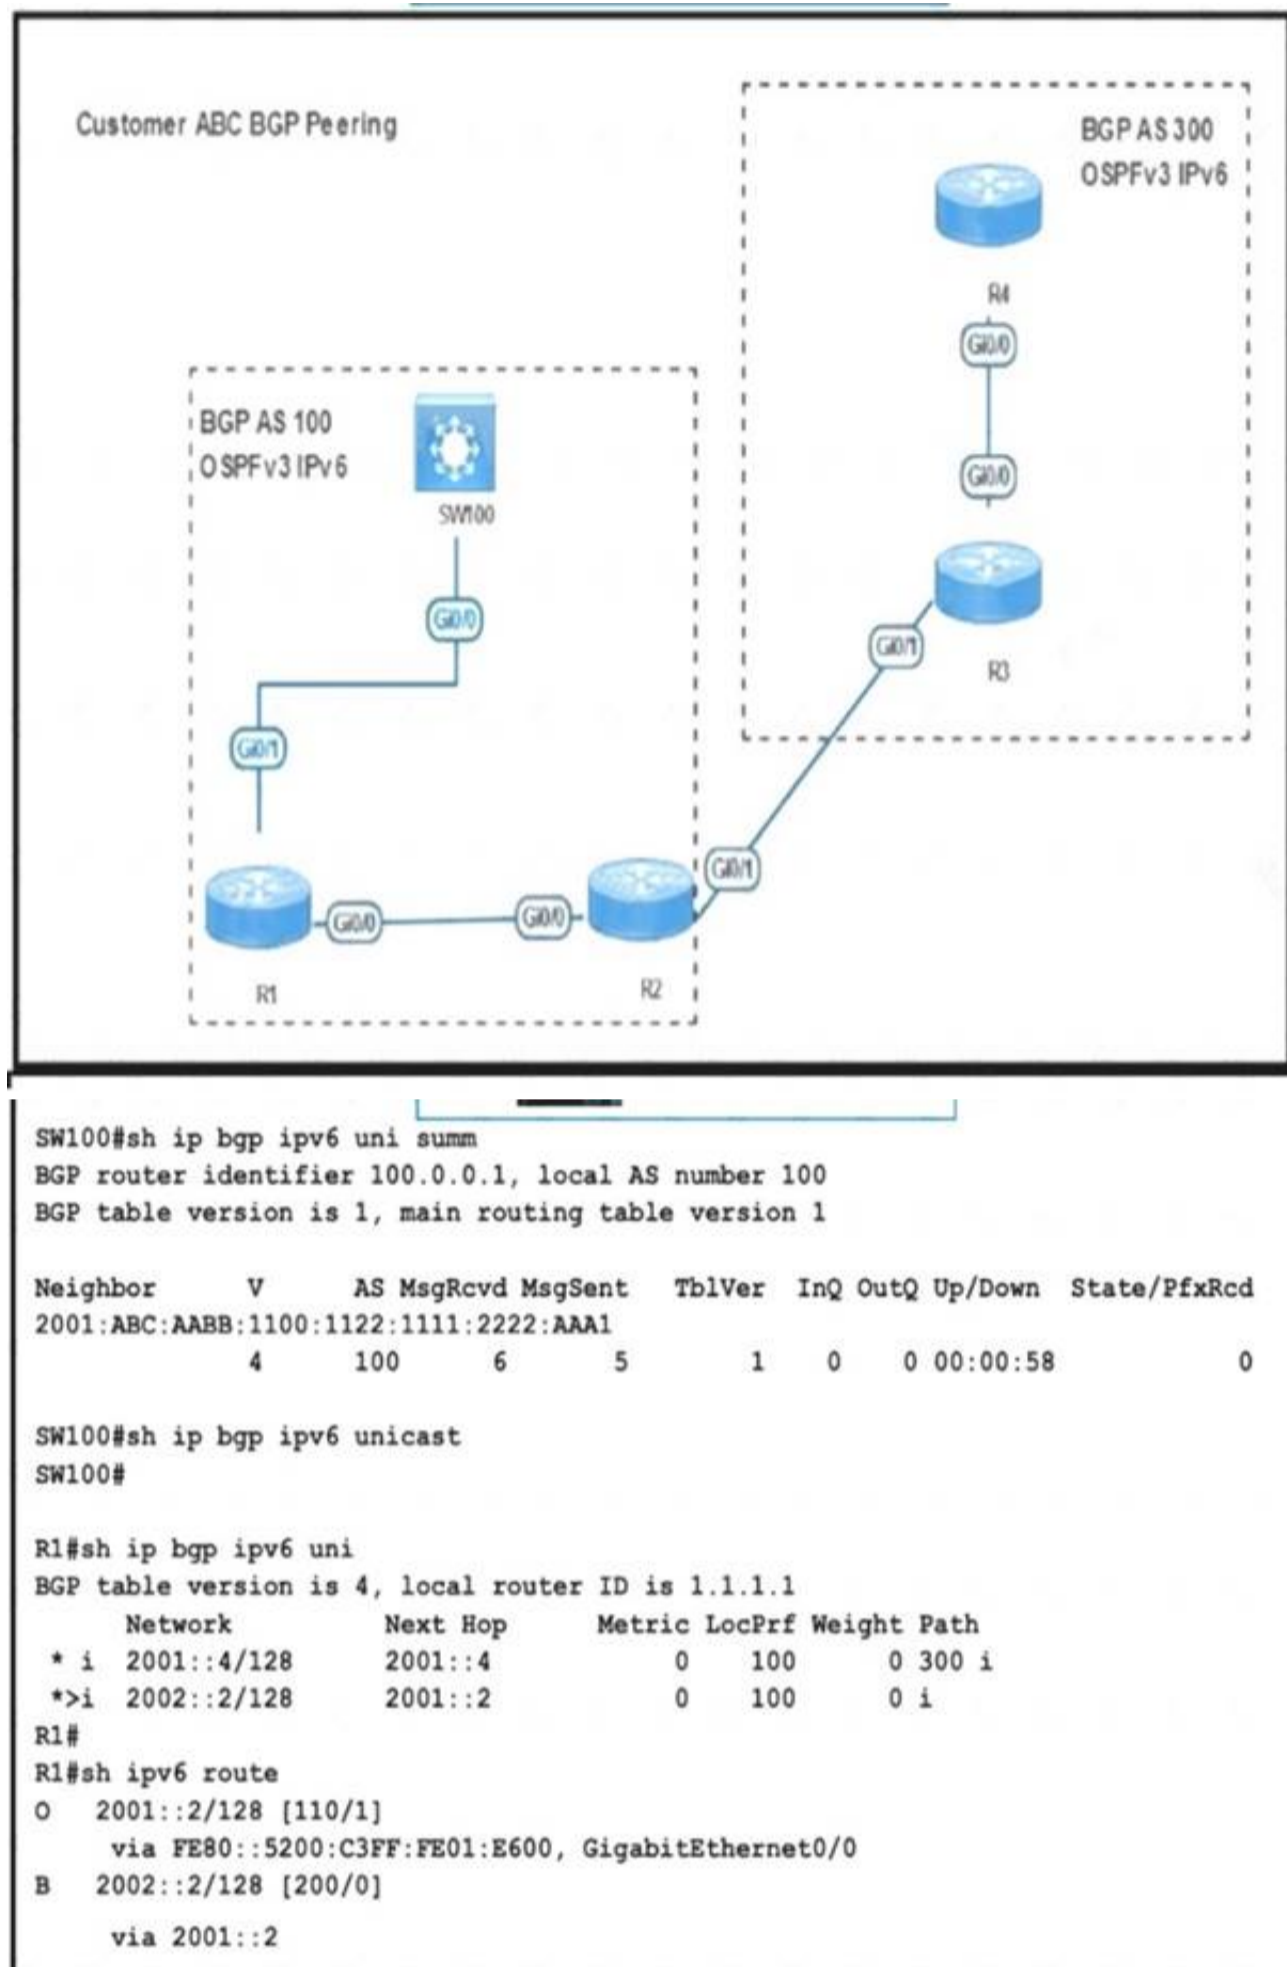 Customer ABC BGP Peering
BGP AS 300
OSPFv3 IPv6
R4
Gi0/0
BGP AS 100
OSPFv3 IPv6
Gi0/0
SW100
R3
Gi0/1
Gi0/0
Gi0/1
Gi0/1
Gi0/0
Gi0/0
R1
R2
SW100#sh ip bgp ipv6 uni summ
BGP router identifier 100.0.0.1, local AS number 100
BGP table version is 1, main routing table version 1
Neighbor V AS MsgRcvd MsgSent TblVer InQ OutQ Up/Down State/PfxRcd
2001:ABC:AABB:1100:1122:1111:2222:AAA1
4 100 6 5 1 0 0 00:00:58 0
SW100#sh ip bgp ipv6 unicast
SW100#
R1#sh ip bgp ipv6 uni
BGP table version is 4, local router ID is 1.1.1.1
Network Next Hop Metric LocPrf Weight Path
* i 2001::4/128 2001::4 0 100 0 300 i
*>i 2002::2/128 2001::2 0 100 0 i
R1#
R1#sh ipv6 route
O 2001::2/128 [110/1]
via FE80::5200:C3FF:FE01:E600, GigabitEthernet0/0
B 2002::2/128 [200/0]
via 2001::2